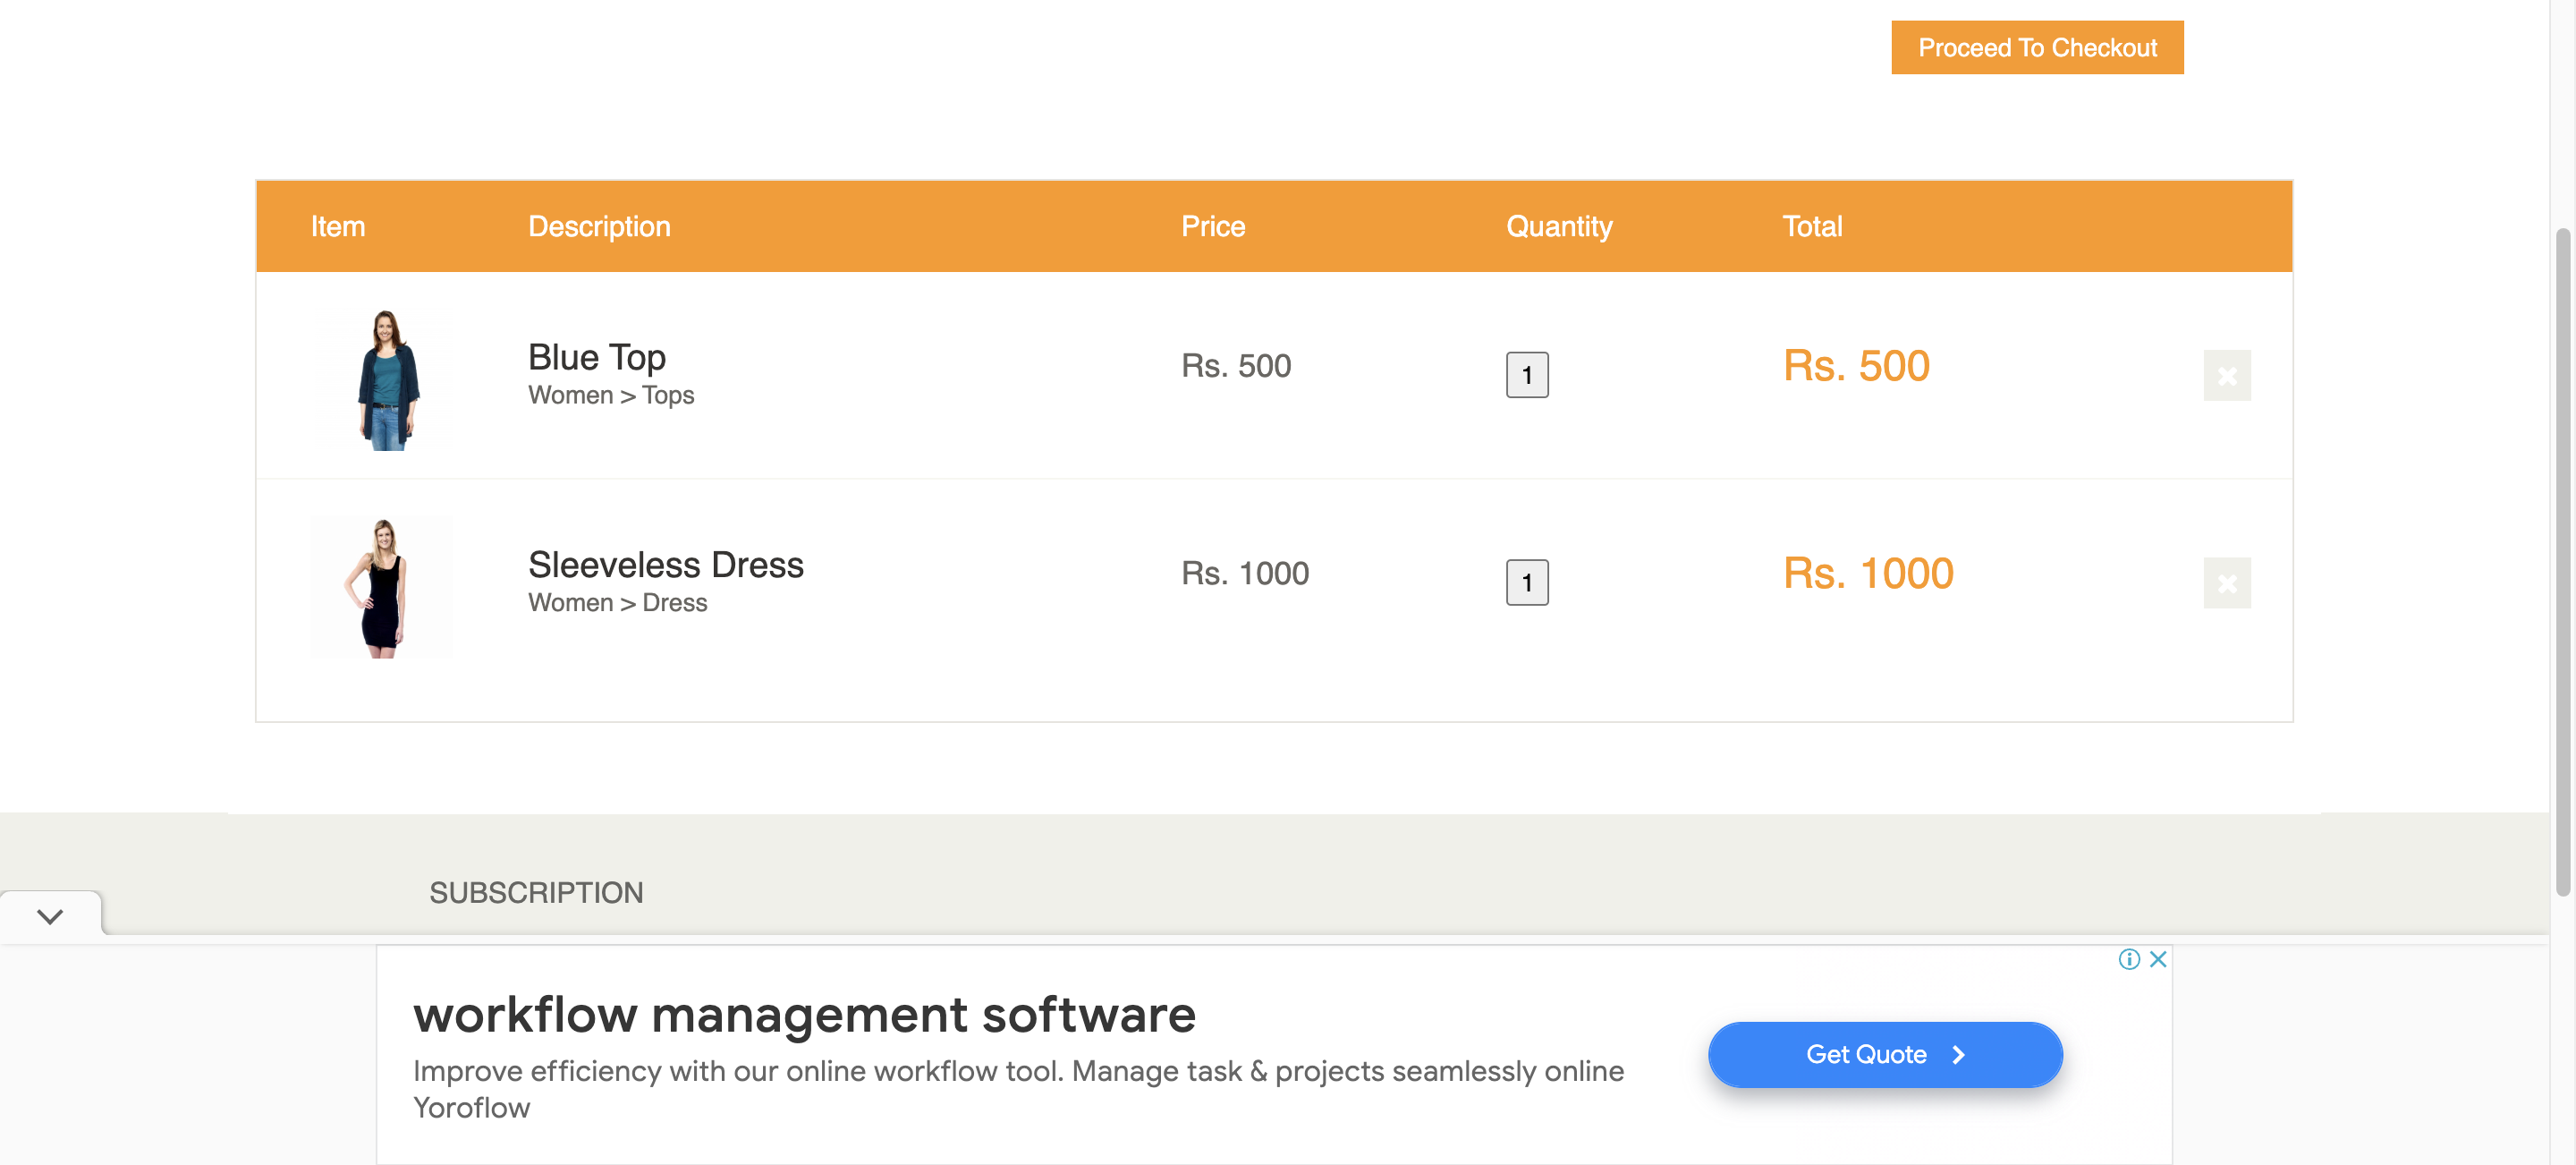 Proceed To Checkout
Item Description Price Quantity Total
Blue Top
Women > Tops
Rs. 500
1
Rs. 500
Sleeveless Dress
Women > Dress
Rs. 1000
1
Rs. 1000
SUBSCRIPTION
workflow management software
Improve efficiency with our online workflow tool. Manage task & projects seamlessly online
Yoroflow
Get Quote